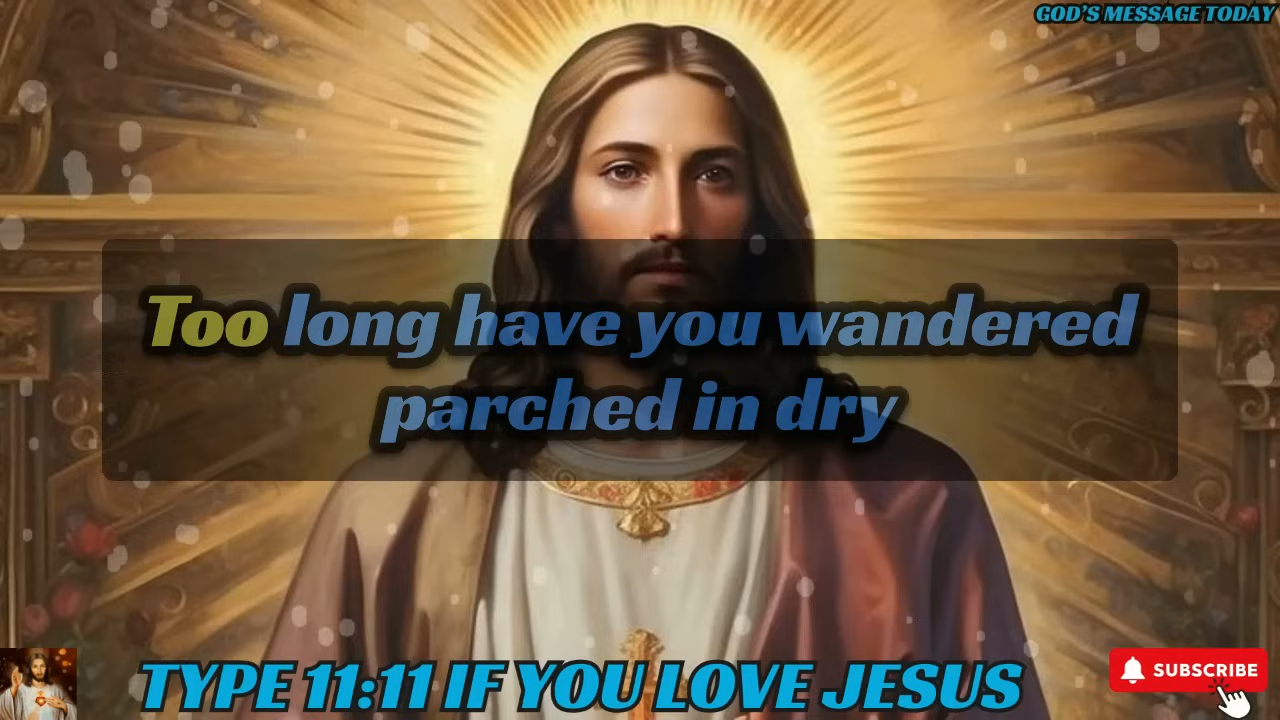 GOD'S MESSAGE TODAY
Too long have you wandered
parched in dry
TYPE 11:11 IF YOU LOVE JESUS
SUBSCRIBE